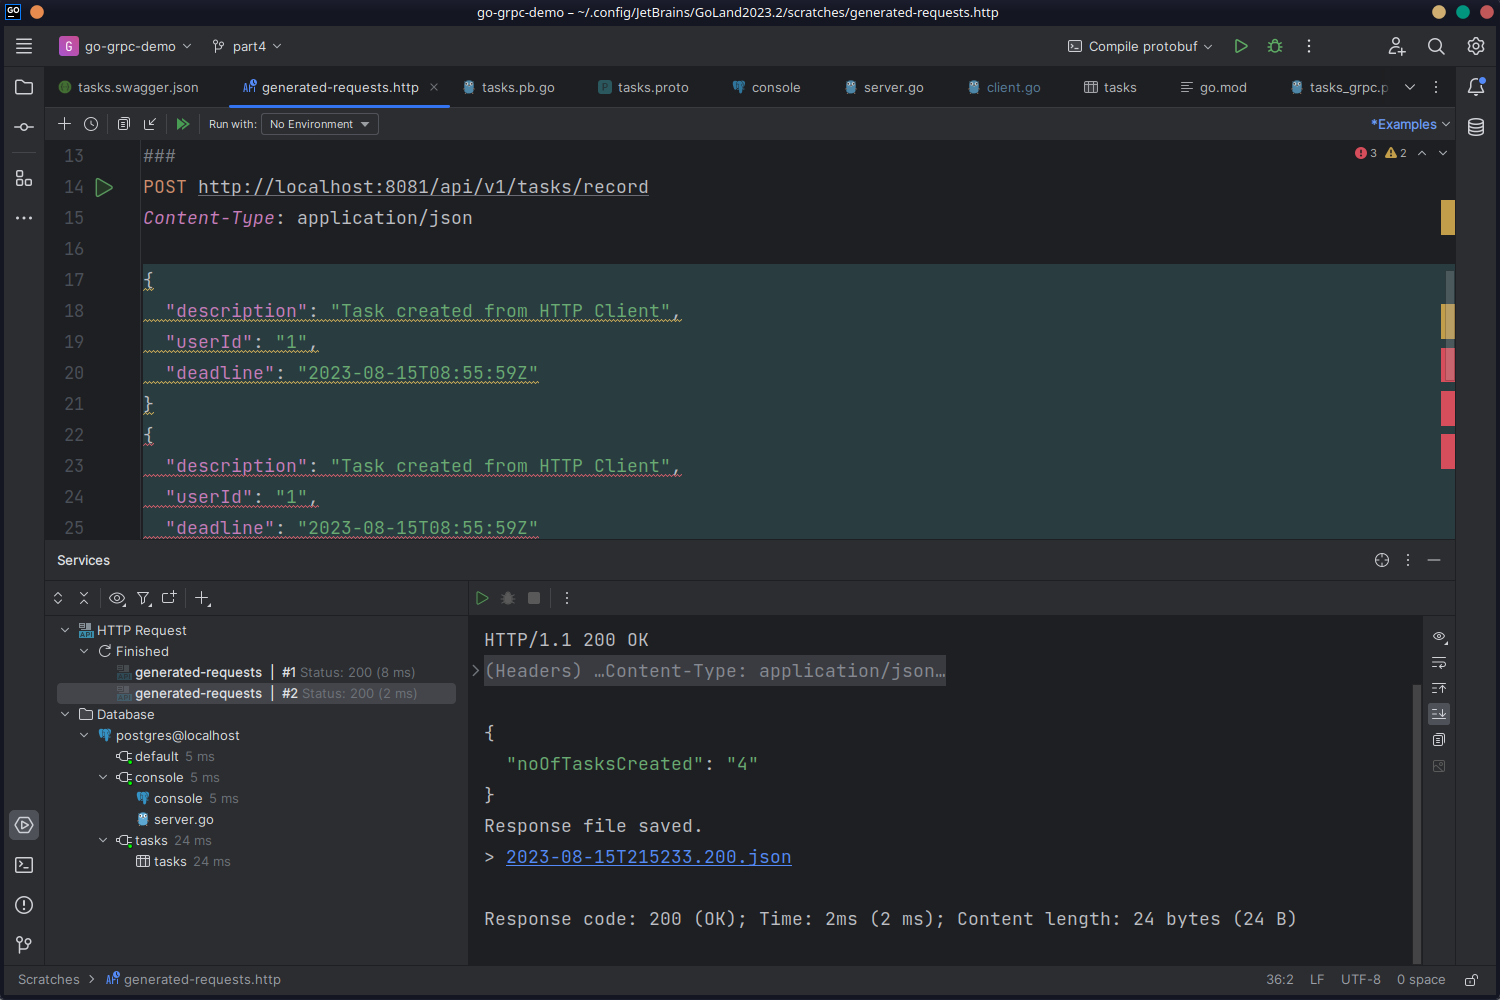 GO
go-grpc-demo – ~/.config/JetBrains/GoLand2023.2/scratches/generated-requests.http
G go-grpc-demo part4 Compile protobuf
tasks.swagger.json API generated-requests.http P tasks.proto tasks.pb.go console server.go client.go tasks go.mod tasks_grpc.p
Run with: No Environment *Examples
13 ###
3 2
14 POST http://localhost:8081/api/v1/tasks/record
15 Content-Type: application/json
16
17 {
18 "description": "Task created from HTTP Client",
19 "userId": "1",
20 "deadline": "2023-08-15T08:55:59Z"
21 }
22 {
23 "description": "Task created from HTTP Client",
24 "userId": "1",
25 "deadline": "2023-08-15T08:55:59Z"
Services
HTTP Request
Finished
generated-requests | #1 Status: 200 (8 ms)
generated-requests | #2 Status: 200 (2 ms)
Database
postgres@localhost
default 5 ms
console 5 ms
console 5 ms
server.go
tasks 24 ms
tasks 24 ms
HTTP/1.1 200 OK
(Headers) …Content-Type: application/json…
{
"noOfTasksCreated": "4"
}
Response file saved.
> 2023-08-15T215233.200.json
Response code: 200 (OK); Time: 2ms (2 ms); Content length: 24 bytes (24 B)
Scratches > API generated-requests.http 36:2 LF UTF-8 0 space